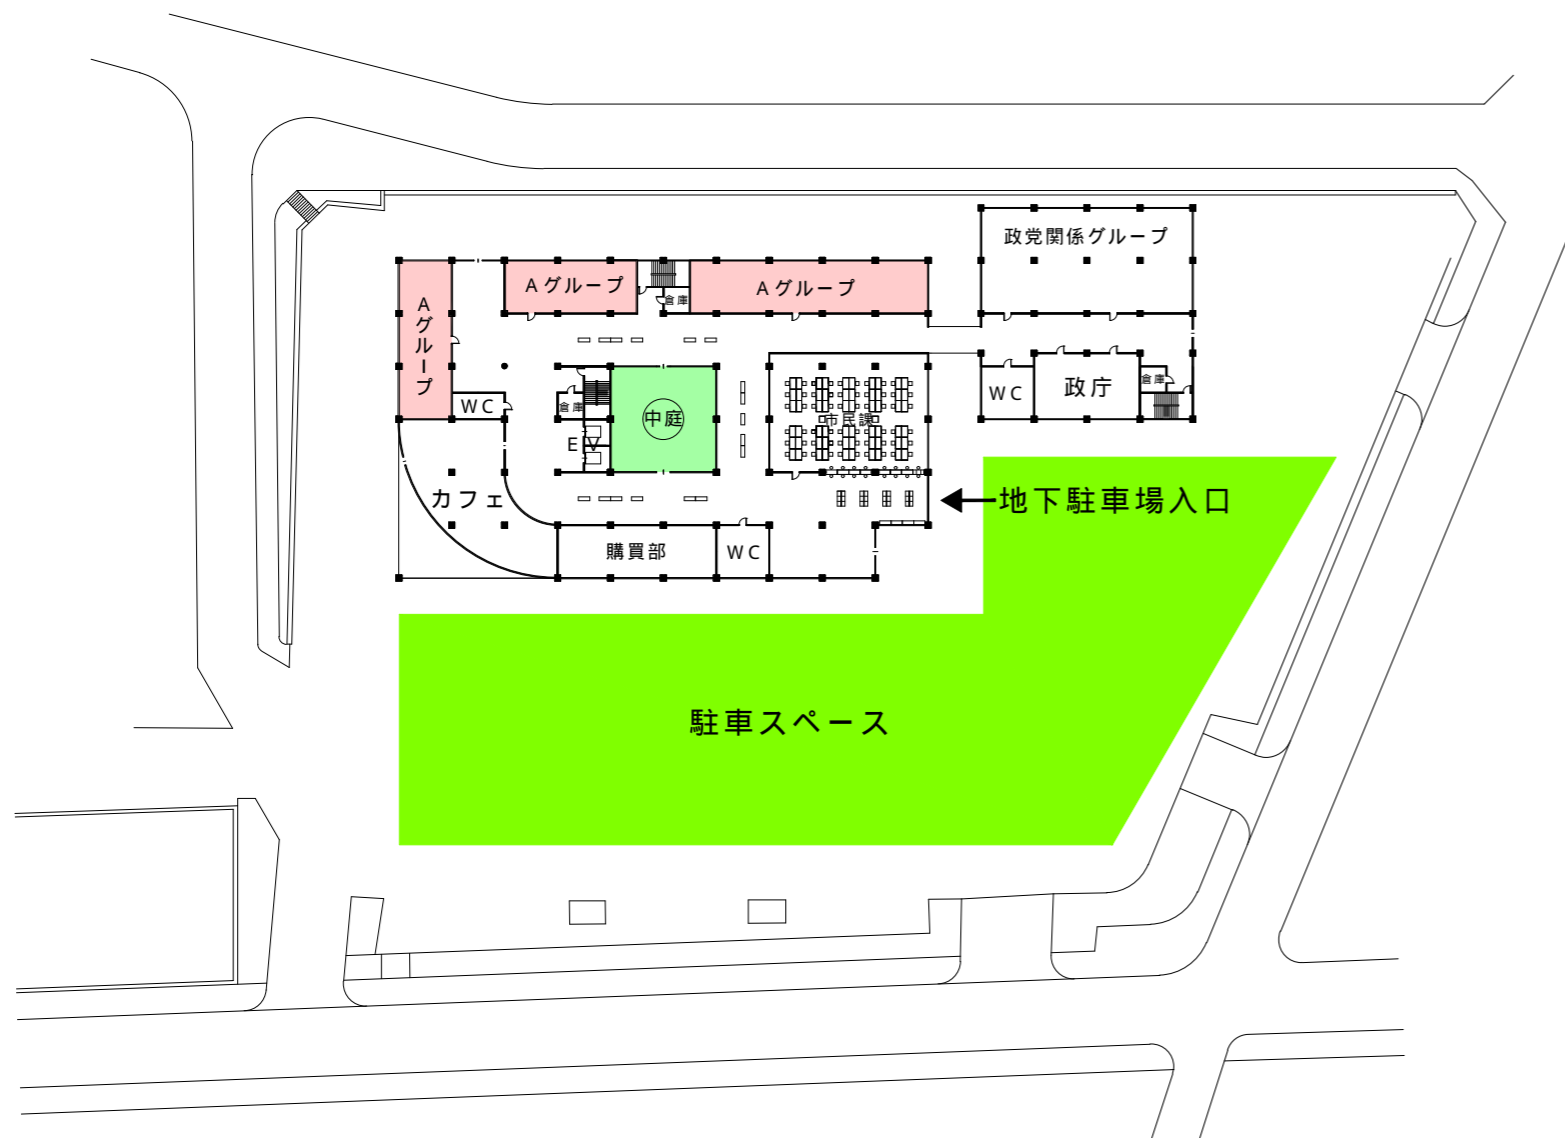 政党関係グループ
Aグループ
Aグループ
Aグループ
倉庫
WC
倉庫
中庭
市民課
WC
政庁
倉庫
EV
カフェ
地下駐車場入口
購買部
WC
駐車スペース